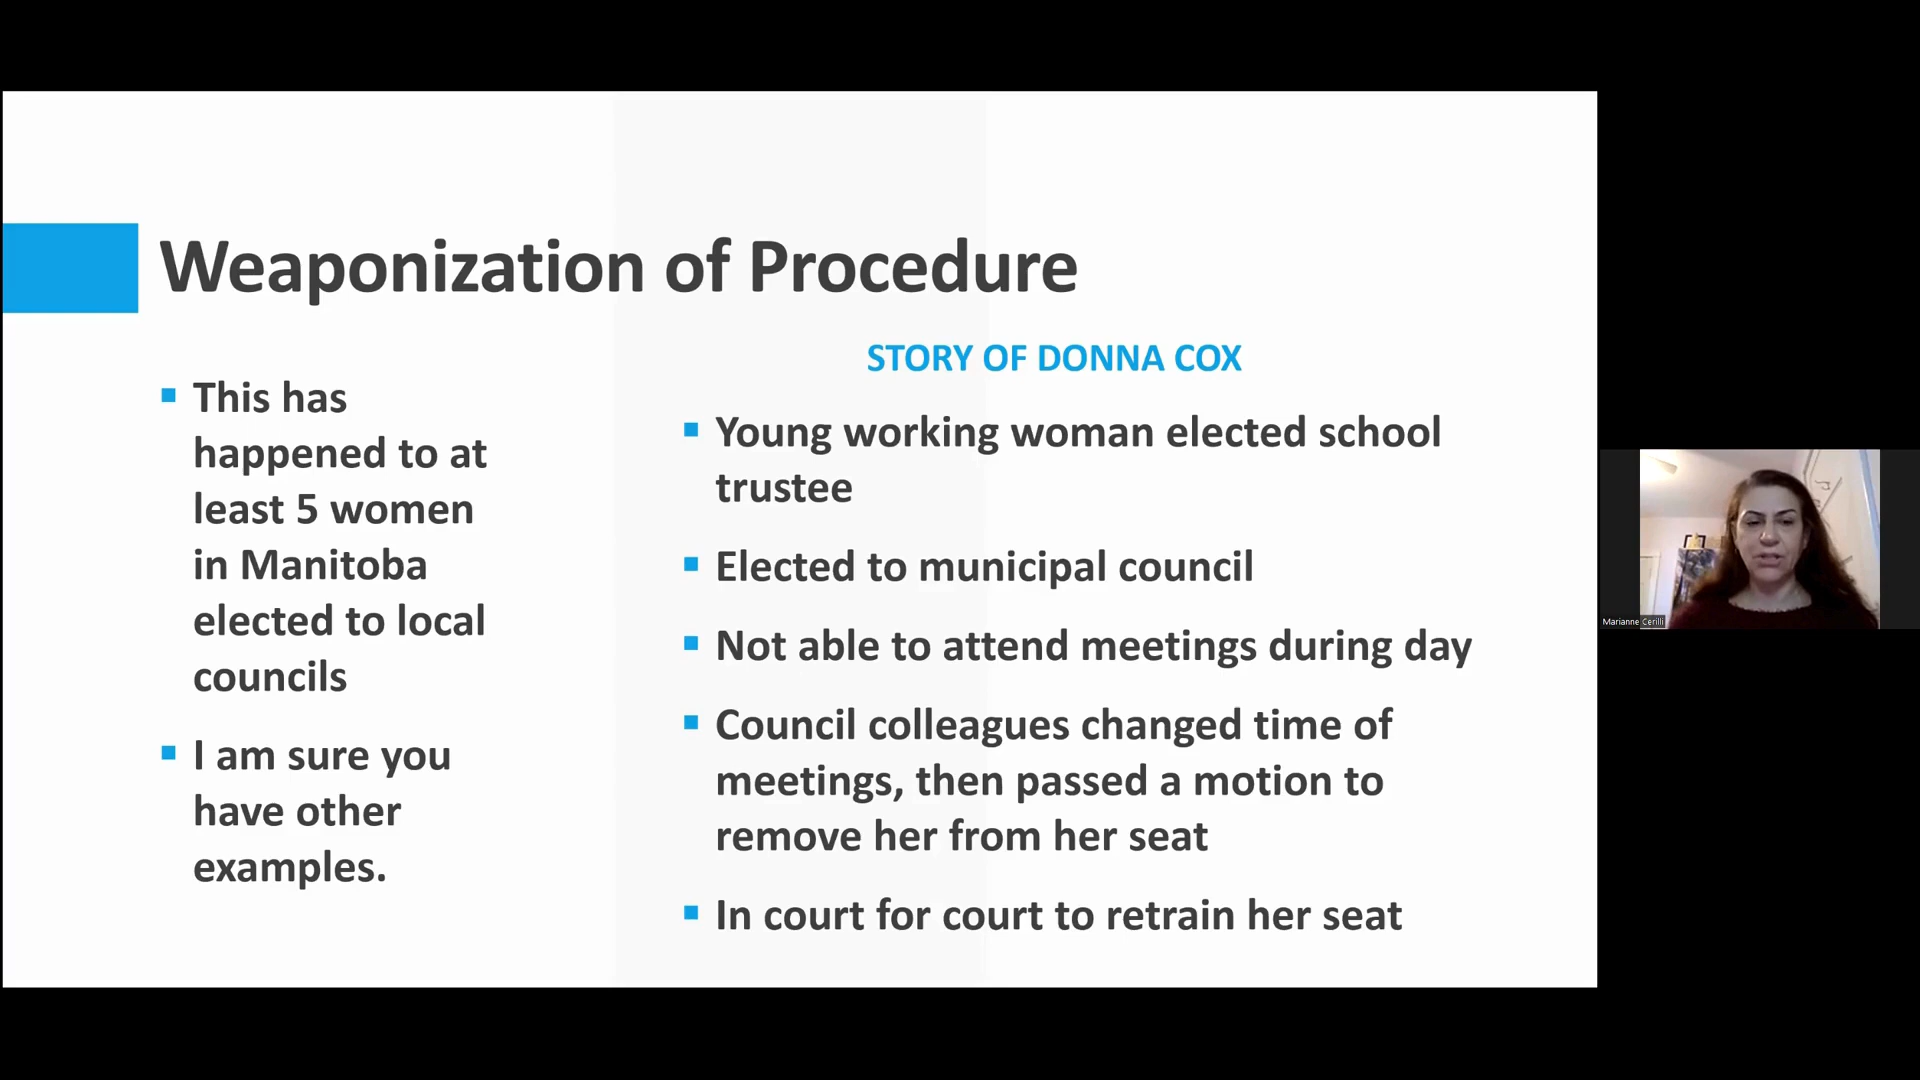 Weaponization of Procedure
This has
happened to at
least 5 women
in Manitoba
elected to local
councils
I am sure you
have other
examples.
STORY OF DONNA COX
Young working woman elected school
trustee
Elected to municipal council
Not able to attend meetings during day
Council colleagues changed time of
meetings, then passed a motion to
remove her from her seat
In court for court to retrain her seat
Marianne Cerilli